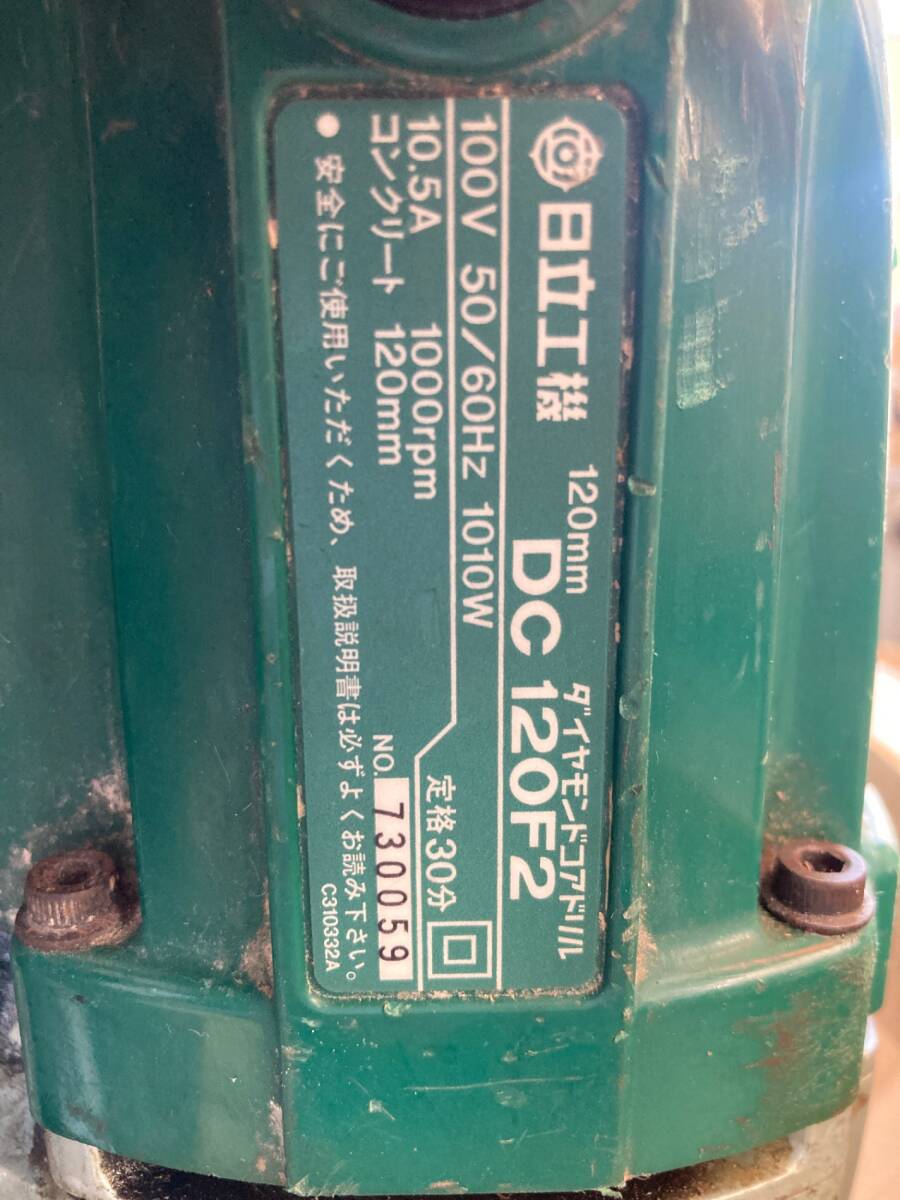 日立工機
120mm ダイヤモンドコアドリル
DC 120F2
100V 50/60Hz 1010W
10.5A 1000rpm
コンクリート 120mm
定格30分
NO. 730059
● 安全にご使用いただくため、取扱説明書は必ずよくお読み下さい。
C310332A